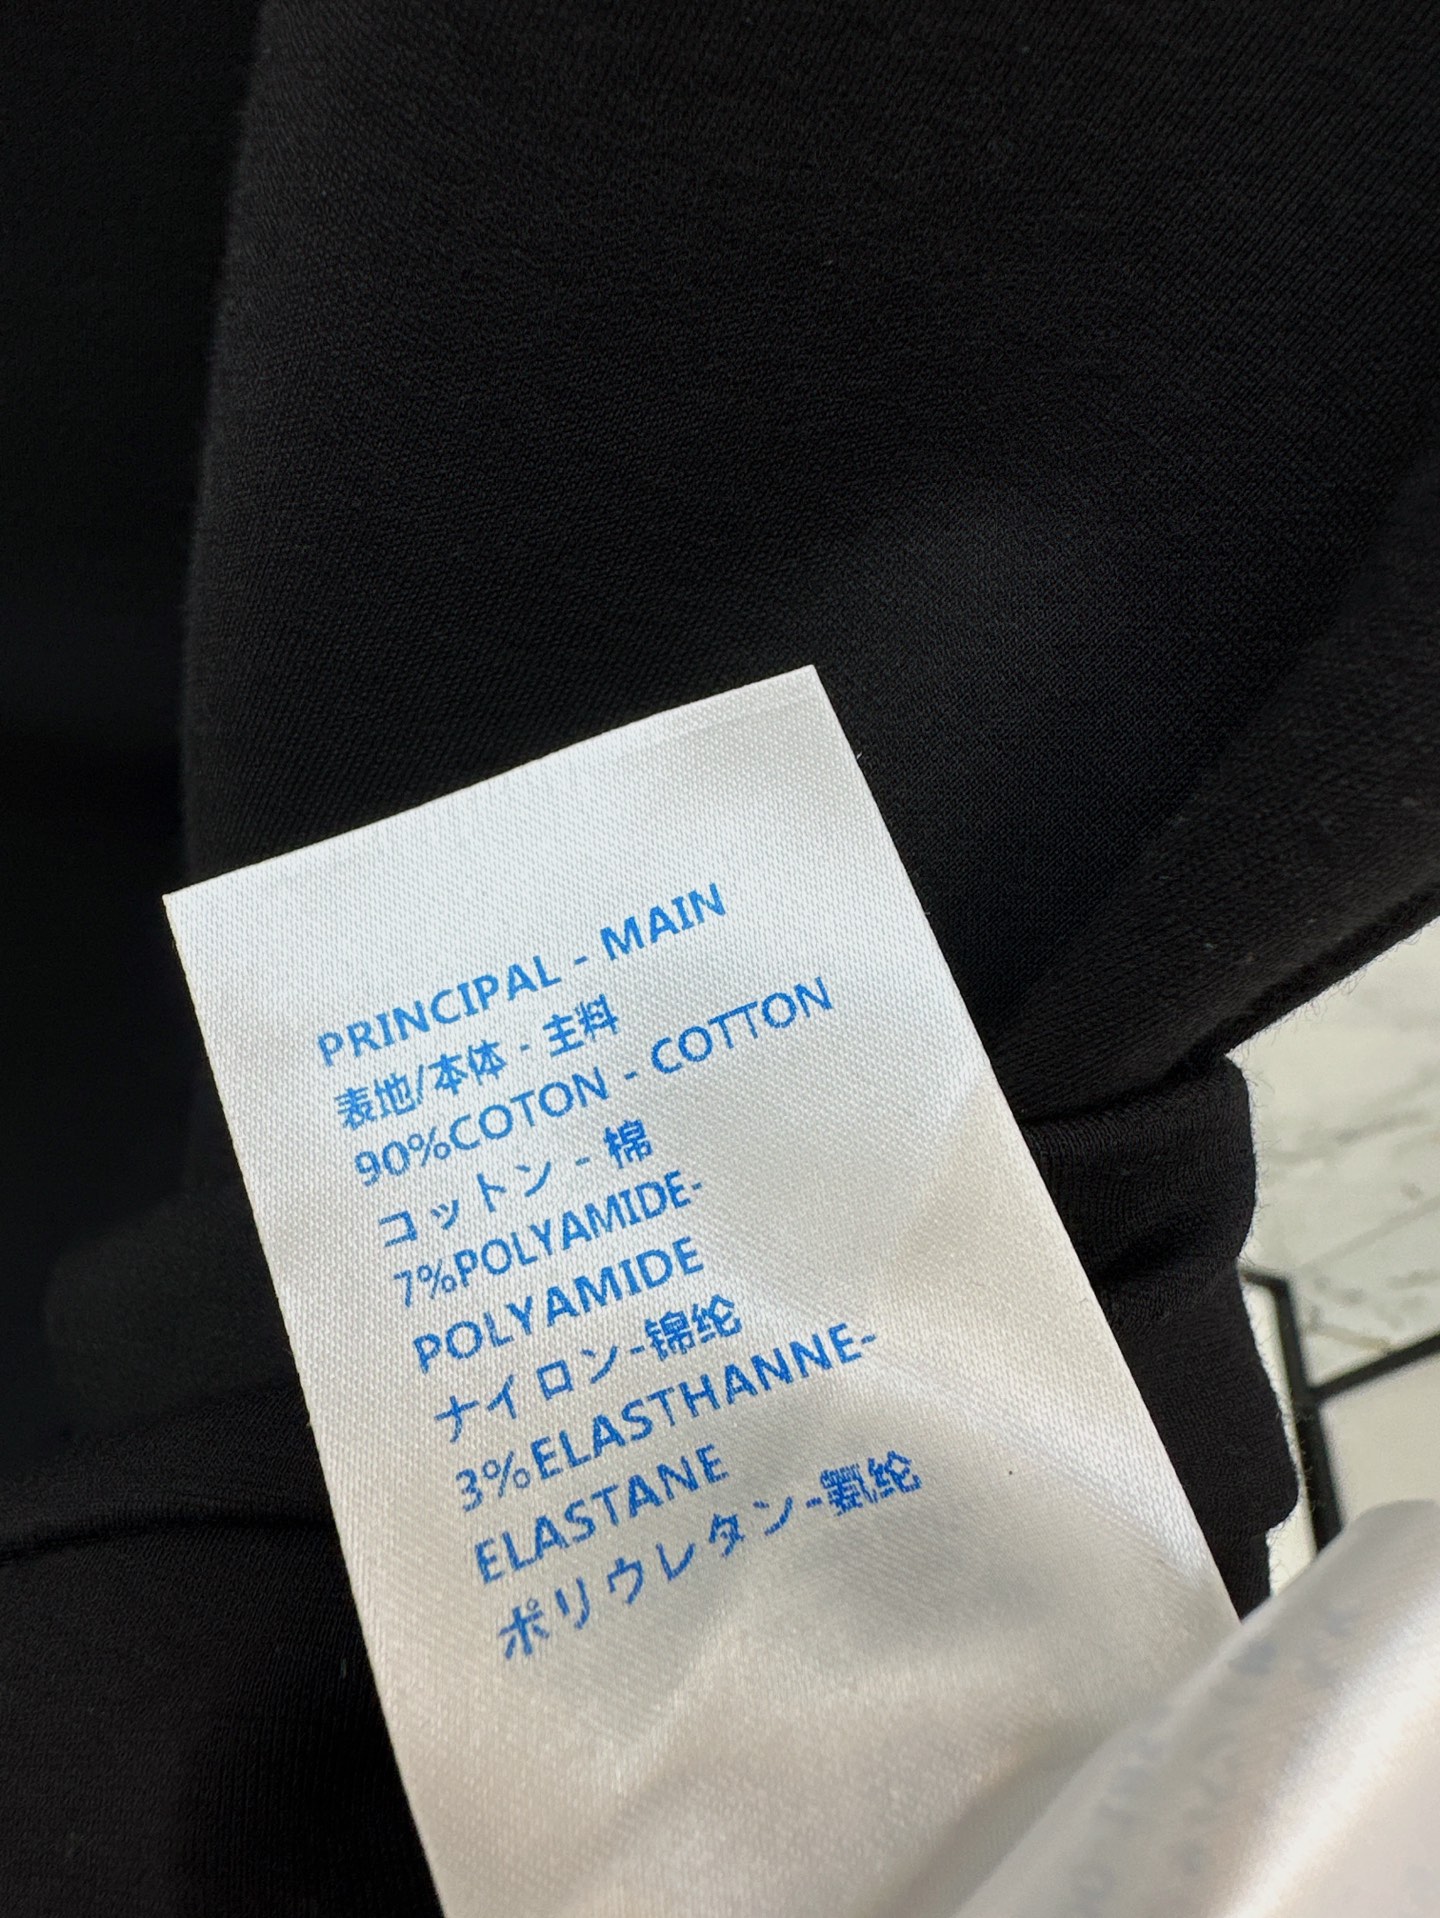 PRINCIPAL - MAIN
表地/本体 - 主料
90%COTON - COTTON
コットン - 棉
7%POLYAMIDE-
POLYAMIDE
ナイロン-锦纶
3%ELASTHANNE-
ELASTANE
ポリウレタン-氨纶